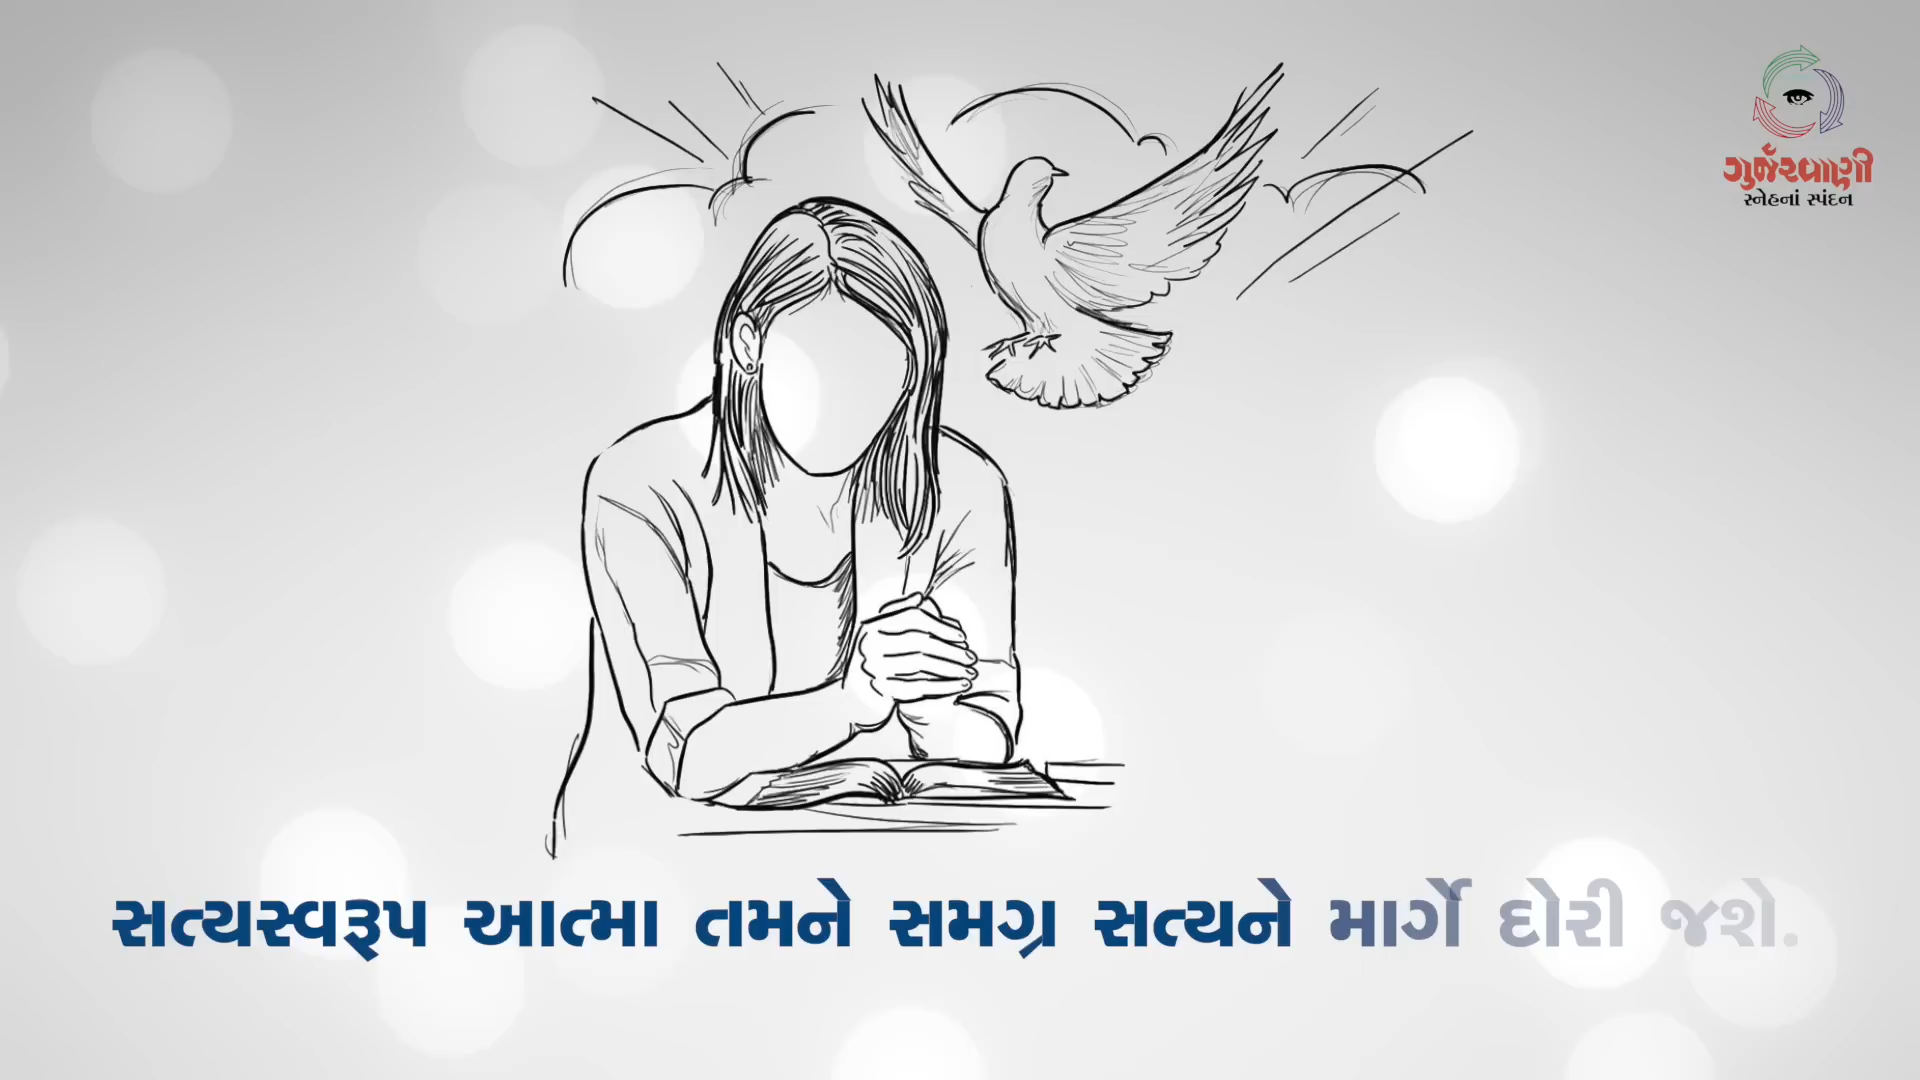 ગુર્જરવાણી
સ્નેહનાં સ્પંદન
સત્યસ્વરૂપ આત્મા તમને સમગ્ર સત્યને માર્ગે દોરી જશે.